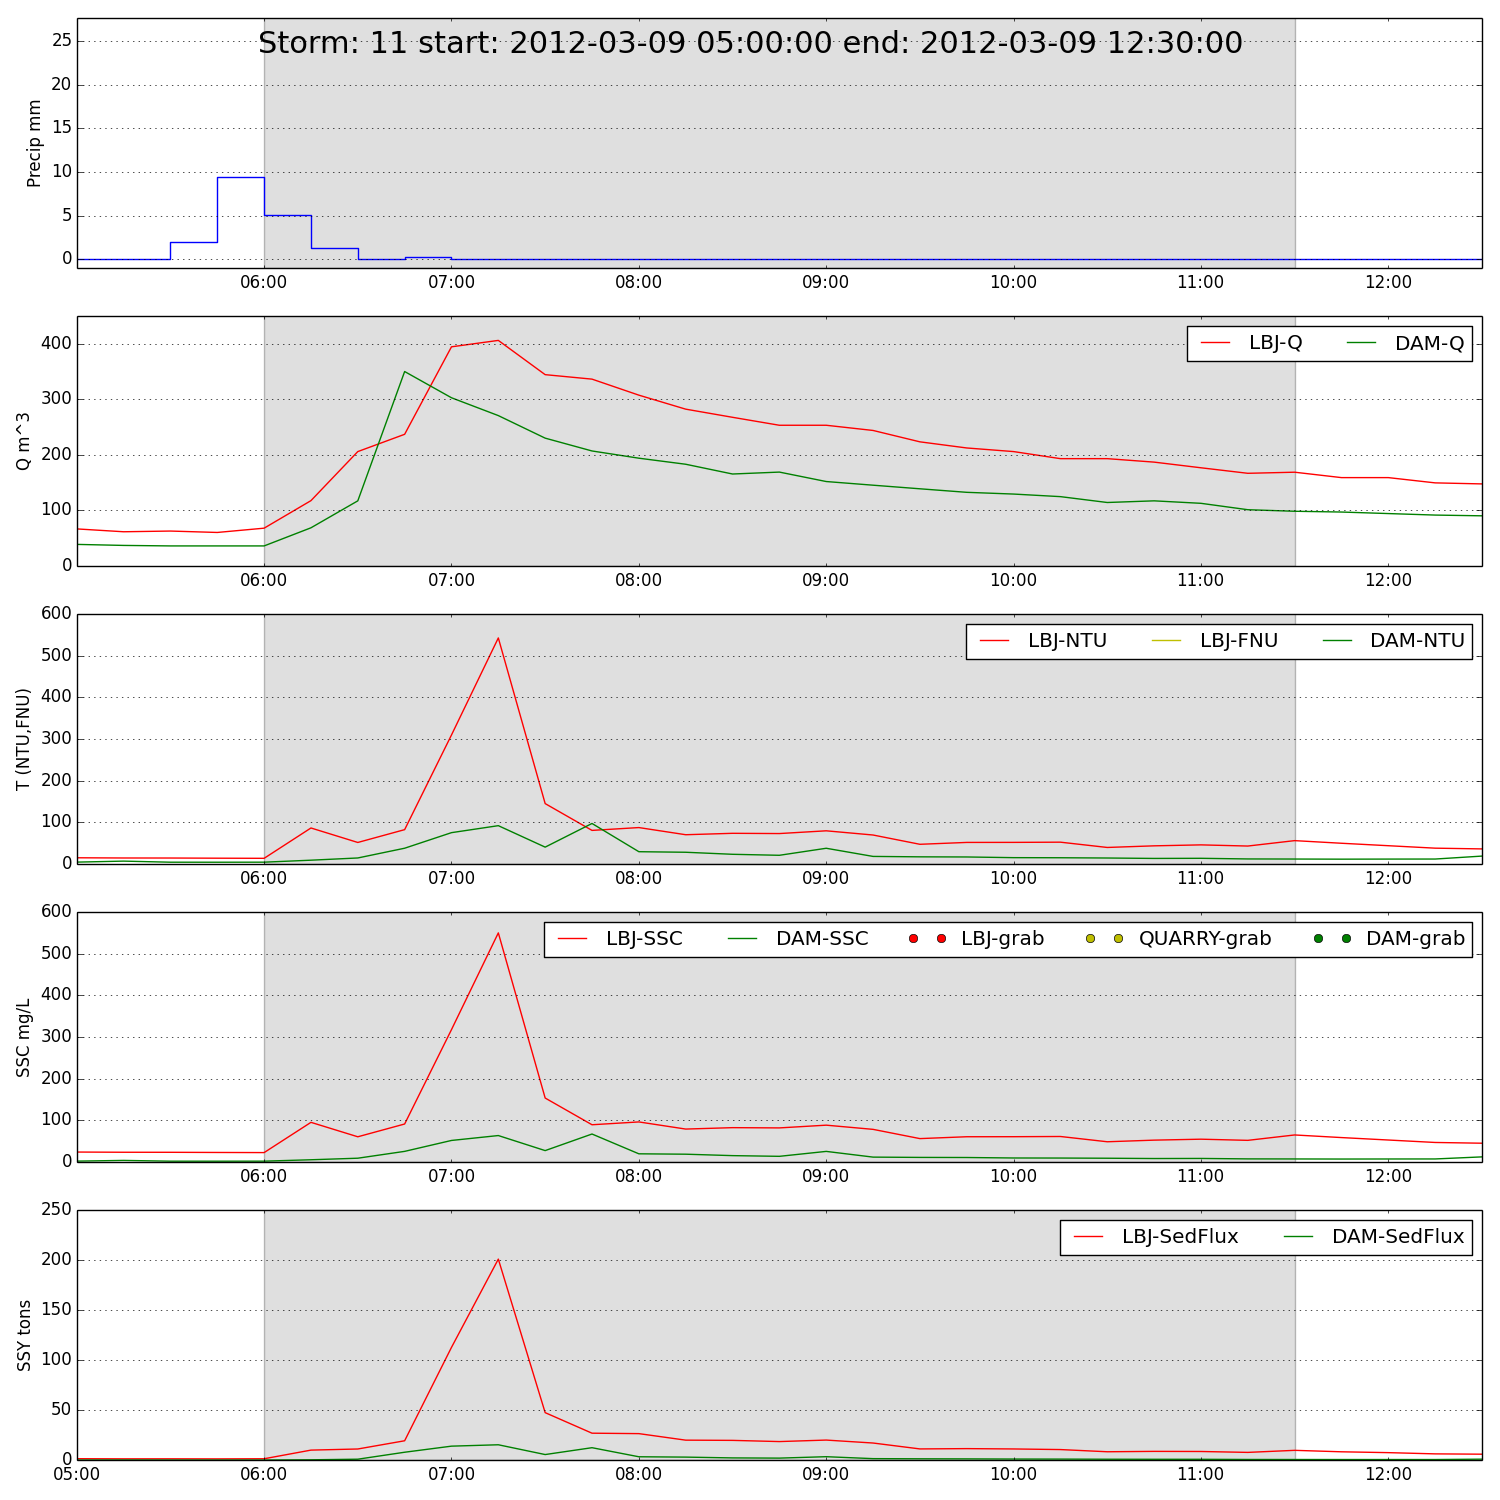 Storm: 11 start: 2012-03-09 05:00:00 end: 2012-03-09 12:30:00
Precip mm
25
20
15
10
5
0
06:00 07:00 08:00 09:00 10:00 11:00 12:00
LBJ-Q DAM-Q
Q m^3
400
300
200
100
0
06:00 07:00 08:00 09:00 10:00 11:00 12:00
LBJ-NTU LBJ-FNU DAM-NTU
T (NTU,FNU)
600
500
400
300
200
100
0
06:00 07:00 08:00 09:00 10:00 11:00 12:00
LBJ-SSC DAM-SSC LBJ-grab QUARRY-grab DAM-grab
SSC mg/L
600
500
400
300
200
100
0
06:00 07:00 08:00 09:00 10:00 11:00 12:00
LBJ-SedFlux DAM-SedFlux
SSY tons
250
200
150
100
50
0
05:00 06:00 07:00 08:00 09:00 10:00 11:00 12:00